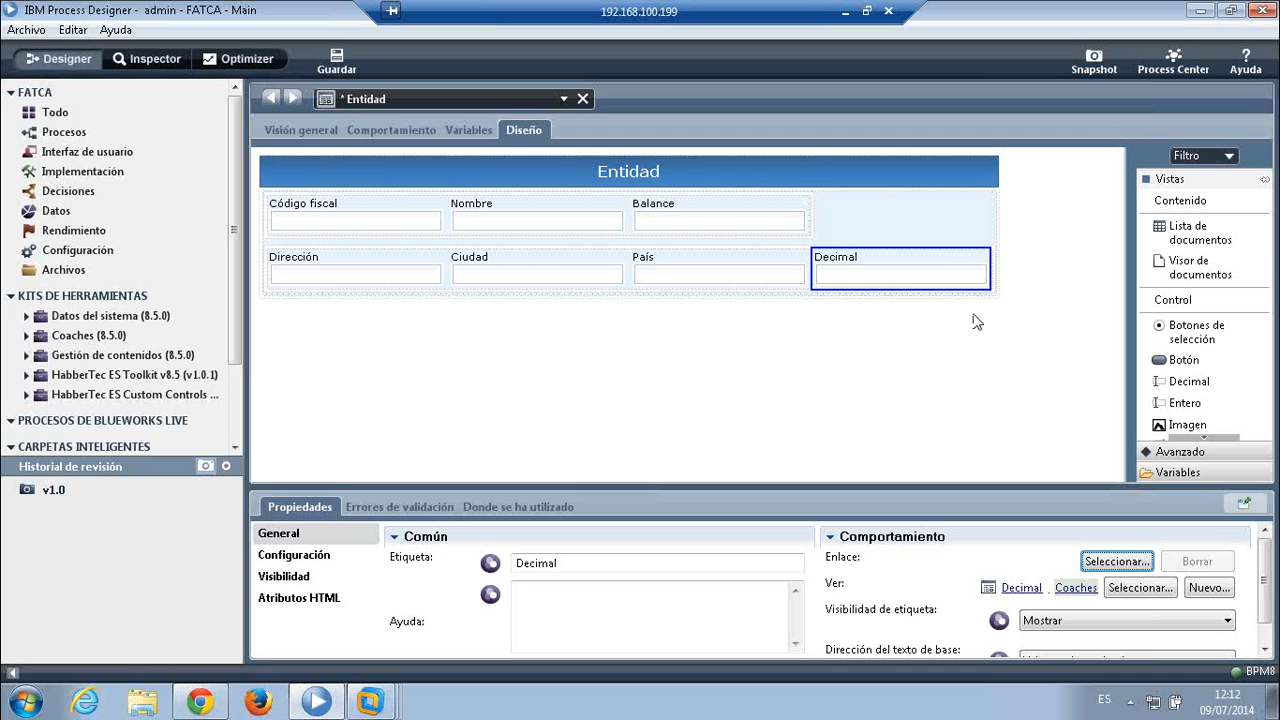 IBM Process Designer - admin - FATCA - Main
192.168.100.199
Archivo Editar Ayuda
Designer Inspector Optimizer
Guardar
Snapshot Process Center Ayuda
FATCA
Todo
Procesos
Interfaz de usuario
Implementación
Decisiones
Datos
Rendimiento
Configuración
Archivos
KITS DE HERRAMIENTAS
Datos del sistema (8.5.0)
Coaches (8.5.0)
Gestión de contenidos (8.5.0)
HabberTec ES Toolkit v8.5 (v1.0.1)
HabberTec ES Custom Controls ...
PROCESOS DE BLUEWORKS LIVE
CARPETAS INTELIGENTES
Historial de revisión
v1.0
* Entidad
Visión general Comportamiento Variables Diseño
Entidad
Código fiscal Nombre Balance
Dirección Ciudad País Decimal
Filtro
Vistas
Contenido
Lista de
documentos
Visor de
documentos
Control
Botones de
selección
Botón
Decimal
Entero
Imagen
Avanzado
Variables
Propiedades Errores de validación Donde se ha utilizado
General
Configuración
Visibilidad
Atributos HTML
Común
Etiqueta: Decimal
Ayuda:
Comportamiento
Enlace: Seleccionar... Borrar
Ver: Decimal , Coaches Seleccionar... Nuevo...
Visibilidad de etiqueta: Mostrar
Dirección del texto de base:
BPM8
ES
12:12
09/07/2014